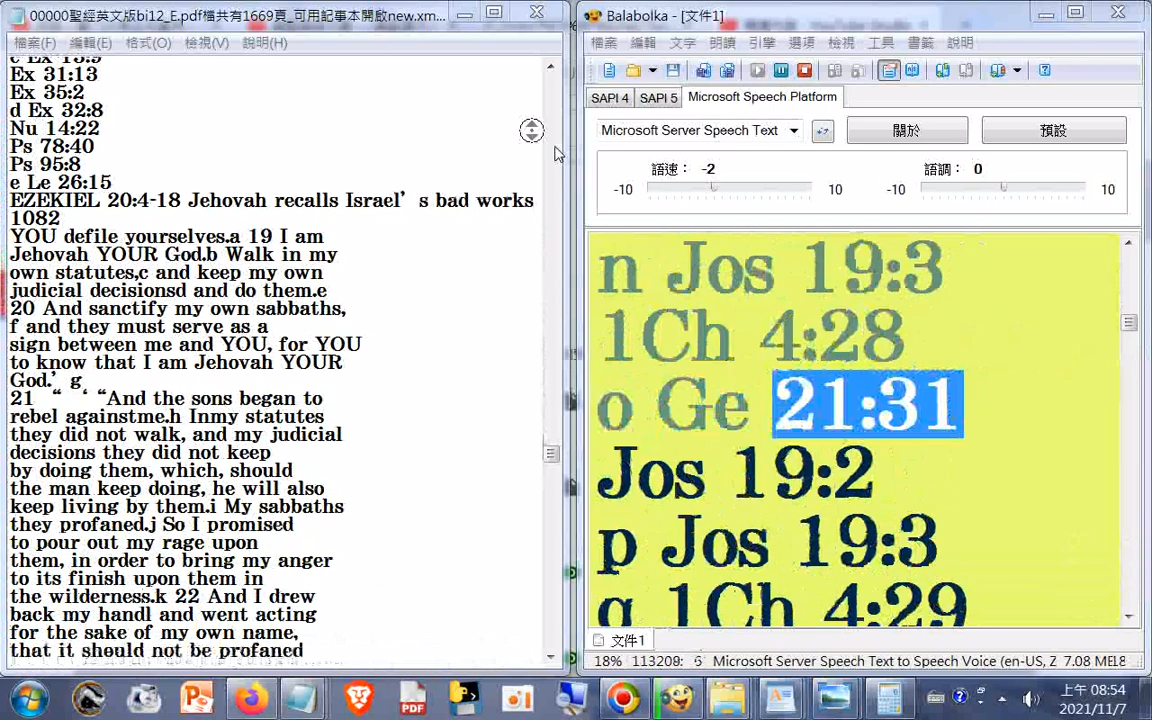 00000聖經英文版bi12_E.pdf檔共有1669頁_可用記事本開啟new.xm...
檔案(F) 編輯(E) 格式(O) 檢視(V) 說明(H)
c Ex 13:9
Ex 31:13
Ex 35:2
d Ex 32:8
Nu 14:22
Ps 78:40
Ps 95:8
e Le 26:15
EZEKIEL 20:4-18 Jehovah recalls Israel’s bad works
1082
YOU defile yourselves.a 19 I am
Jehovah YOUR God.b Walk in my
own statutes,c and keep my own
judicial decisionsd and do them.e
20 And sanctify my own sabbaths,
f and they must serve as a
sign between me and YOU, for YOU
to know that I am Jehovah YOUR
God.’g
21 “‘“And the sons began to
rebel againstme.h Inmy statutes
they did not walk, and my judicial
decisions they did not keep
by doing them, which, should
the man keep doing, he will also
keep living by them.i My sabbaths
they profaned.j So I promised
to pour out my rage upon
them, in order to bring my anger
to its finish upon them in
the wilderness.k 22 And I drew
back my handl and went acting
for the sake of my own name,
that it should not be profaned
Balabolka - [文件1]
檔案 編輯 文字 朗讀 引擎 選項 檢視 工具 書籤 說明
SAPI 4 SAPI 5 Microsoft Speech Platform
Microsoft Server Speech Text 關於 預設
語速: -2 語調: 0
-10 10 -10 10
n Jos 19:3
1Ch 4:28
o Ge 21:31
Jos 19:2
p Jos 19:3
q 1Ch 4:29
文件1
18% 113208: 6 Microsoft Server Speech Text to Speech Voice (en-US, Z 7.08 MEL8
PDF
上午 08:54
2021/11/7